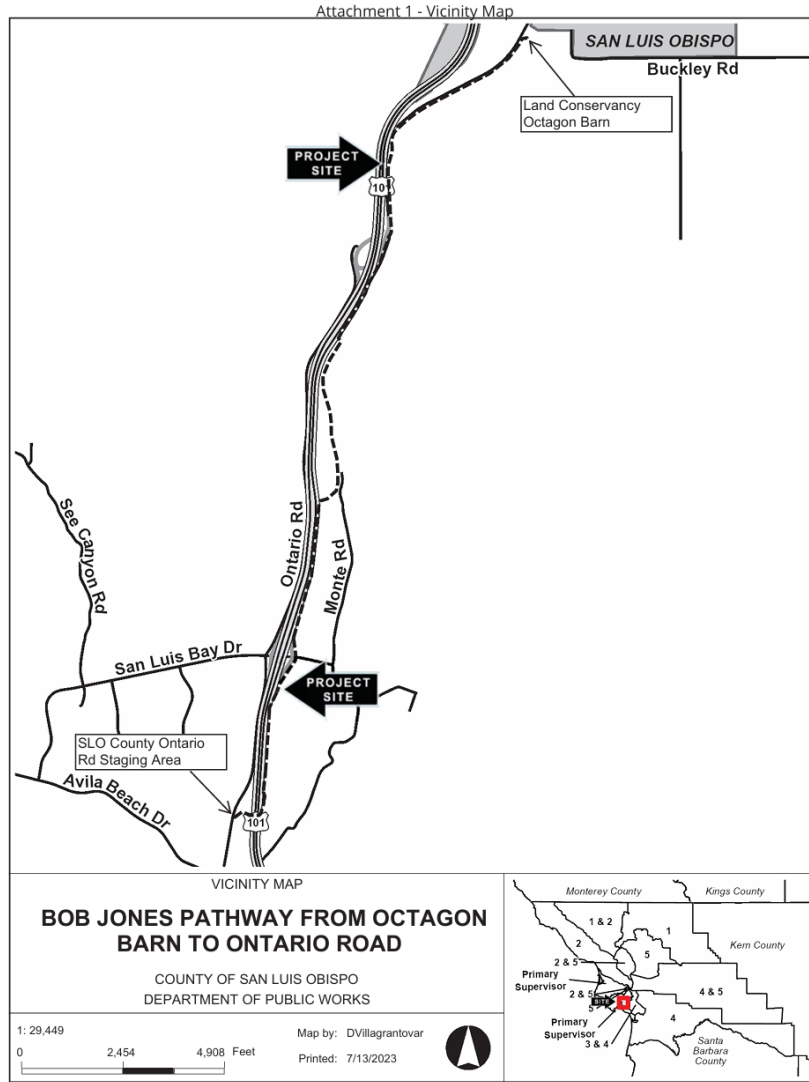 Attachment 1 - Vicinity Map
SAN LUIS OBISPO
Buckley Rd
Land Conservancy
Octagon Barn
PROJECT
SITE
101
See Canyon Rd
Ontario Rd
Monte Rd
San Luis Bay Dr
PROJECT
SITE
SLO County Ontario
Rd Staging Area
Avila Beach Dr
101
VICINITY MAP
BOB JONES PATHWAY FROM OCTAGON
BARN TO ONTARIO ROAD
COUNTY OF SAN LUIS OBISPO
DEPARTMENT OF PUBLIC WORKS
1: 29,449
0 2,454 4,908 Feet
Map by: DVillagrantovar
Printed: 7/13/2023
Monterey County
Kings County
1 & 2
1
2
Kern County
5
2 & 5
Primary
Supervisor
2 & 5
4 & 5
SITE
5
4
Primary
Supervisor
3 & 4
Santa
Barbara
County